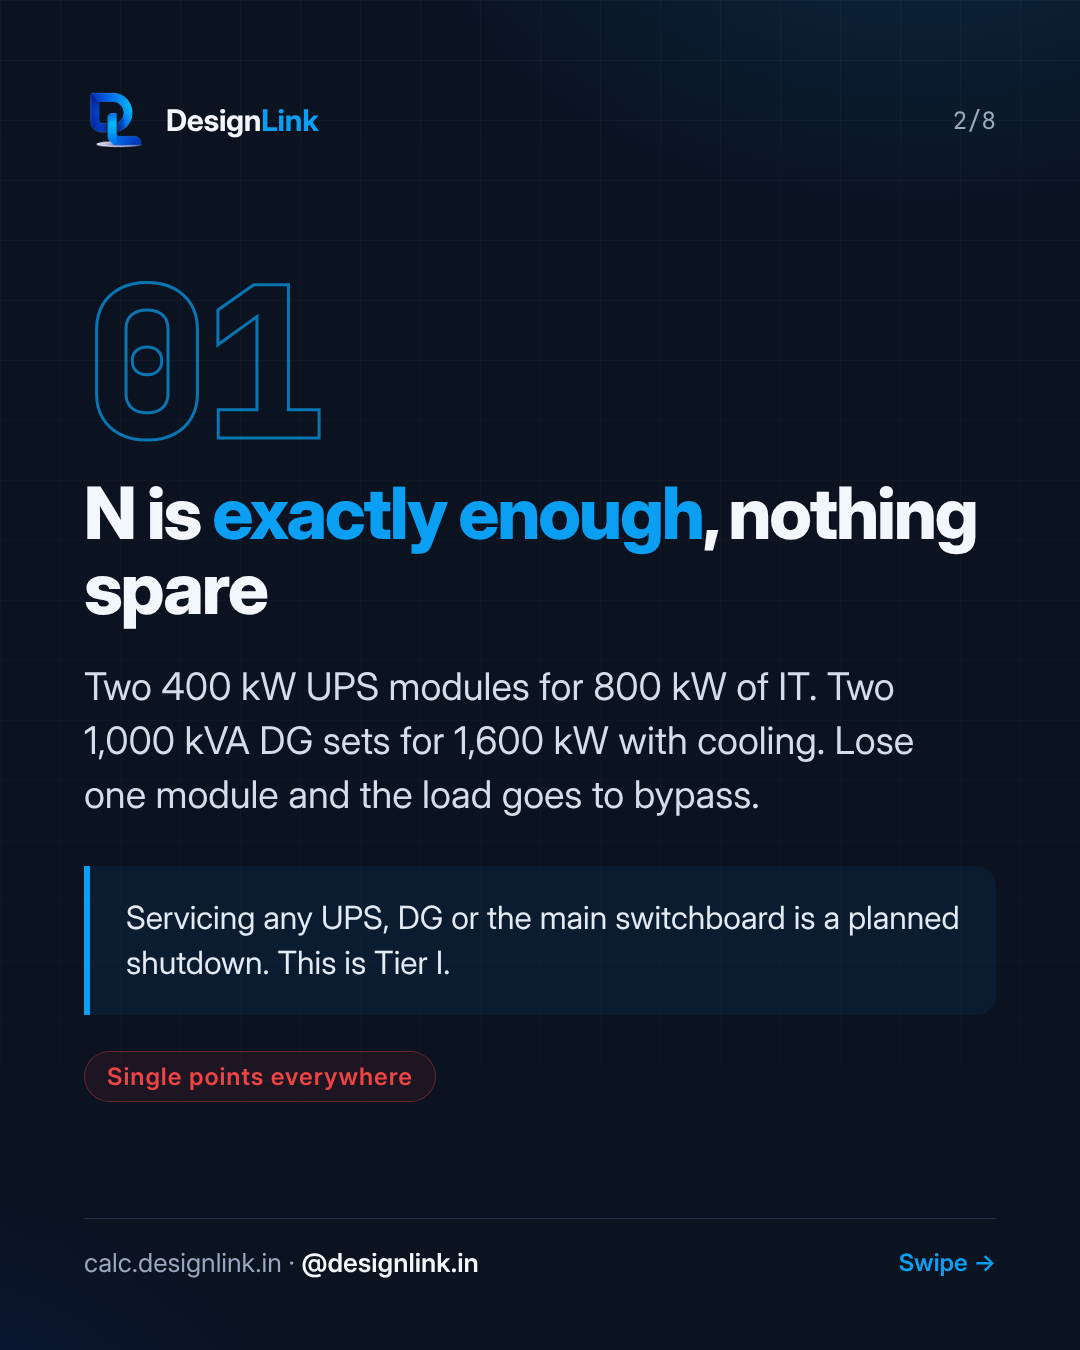 DesignLink
2/8
01
N is exactly enough, nothing
spare
Two 400 kW UPS modules for 800 kW of IT. Two
1,000 kVA DG sets for 1,600 kW with cooling. Lose
one module and the load goes to bypass.
Servicing any UPS, DG or the main switchboard is a planned
shutdown. This is Tier I.
Single points everywhere
calc.designlink.in · @designlink.in
Swipe →